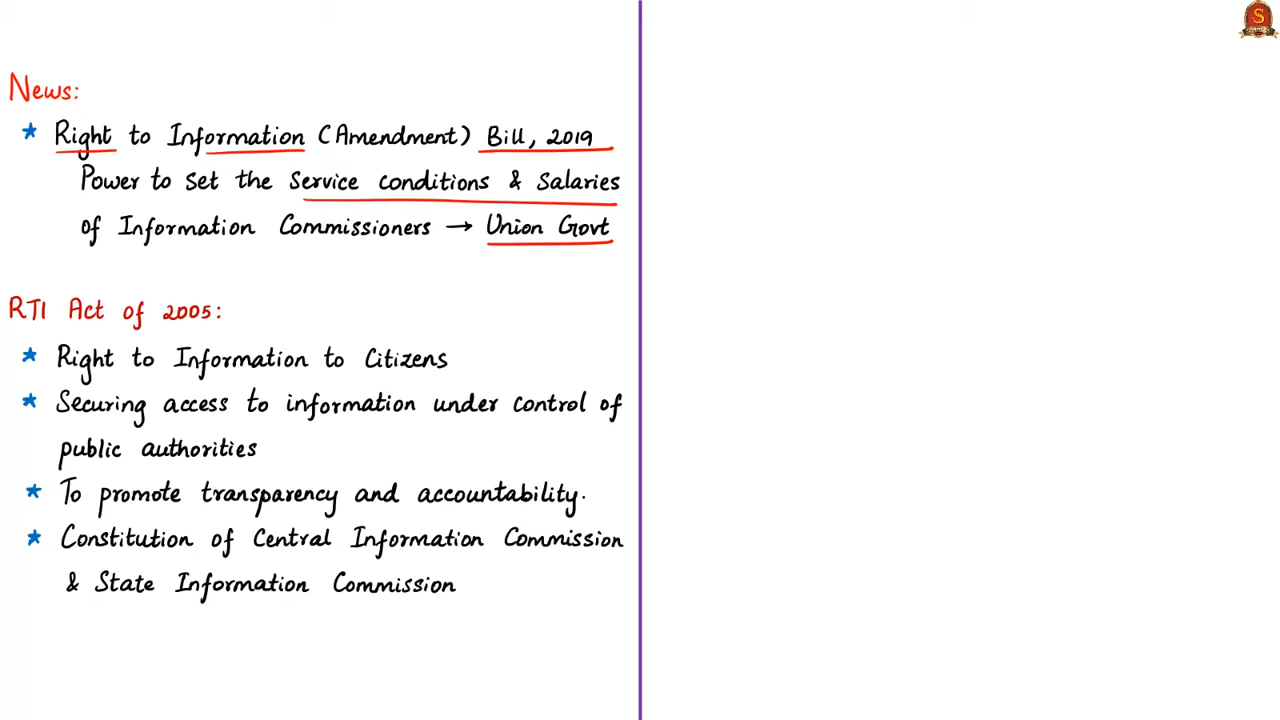 News:
* Right to Information (Amendment) Bill, 2019
Power to set the service conditions & salaries
of Information Commissioners → Union Govt
RTI Act of 2005:
* Right to Information to Citizens
* Securing access to information under control of
public authorities
* To promote transparency and accountability.
* Constitution of Central Information Commission
& State Information Commission
S